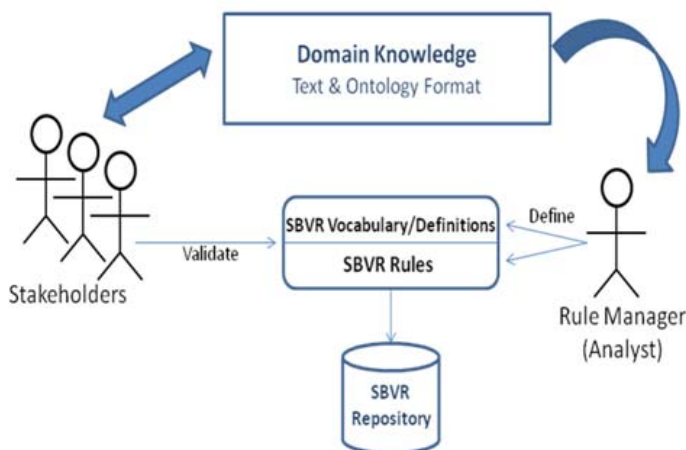 Domain Knowledge
Text & Ontology Format
SBVR Vocabulary/Definitions
Define
Validate
SBVR Rules
Stakeholders
Rule Manager
(Analyst)
SBVR
Repository